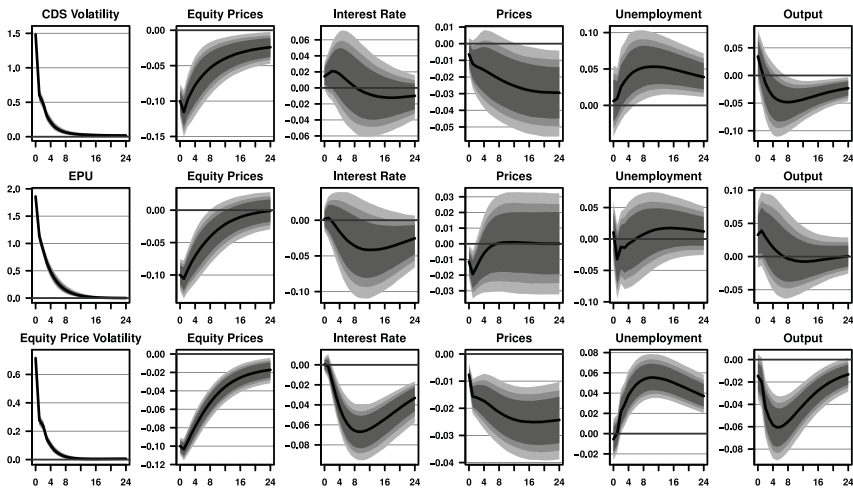 CDS Volatility Equity Prices Interest Rate Prices Unemployment Output
1.5 1.0 0.5 0.0
0.00 −0.05 −0.10 −0.15
0.06 0.02 0.00 −0.02 −0.04 −0.06
0.01 0.00 −0.01 −0.02 −0.03 −0.04 −0.05
0.10 0.05 0.00
0.05 0.00 −0.05 −0.10
0 4 8 16 24 0 4 8 16 24 0 4 8 16 24 0 4 8 16 24 0 4 8 16 24 0 4 8 16 24
EPU Equity Prices Interest Rate Prices Unemployment Output
2.0 1.5 1.0 0.5 0.0
0.00 −0.05 −0.10
0.00 −0.05 −0.10
0.03 0.02 0.01 0.00 −0.01 −0.03
0.05 0.00 −0.05 −0.10
0.10 0.05 0.00 −0.05
0 4 8 16 24 0 4 8 16 24 0 4 8 16 24 0 4 8 16 24 0 4 8 16 24 0 4 8 16 24
Equity Price Volatility Equity Prices Interest Rate Prices Unemployment Output
0.6 0.4 0.2 0.0
0.00 −0.02 −0.04 −0.06 −0.08 −0.10 −0.12
0.00 −0.02 −0.04 −0.06 −0.08
0.00 −0.01 −0.02 −0.03 −0.04
0.08 0.06 0.04 0.02 0.00 −0.02
0.00 −0.02 −0.04 −0.06 −0.08
0 4 8 16 24 0 4 8 16 24 0 4 8 16 24 0 4 8 16 24 0 4 8 16 24 0 4 8 16 24